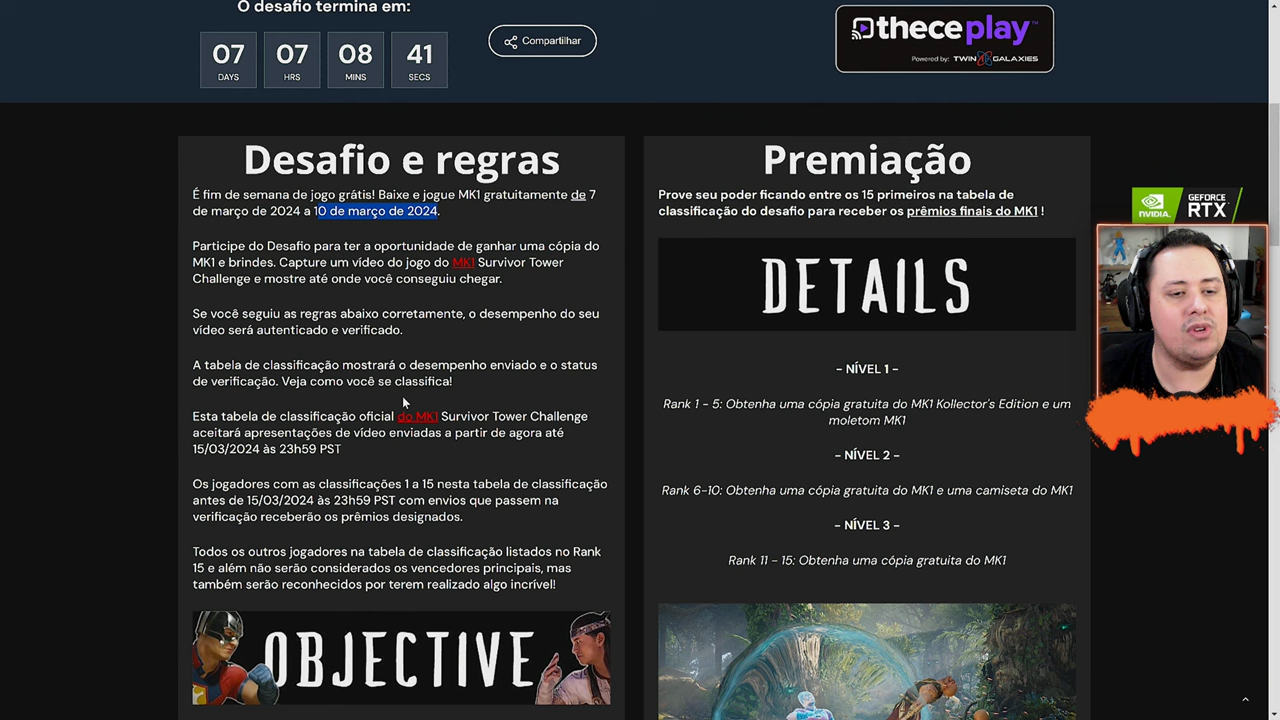 O desafio termina em:
07
DAYS
07
HRS
08
MINS
41
SECS
Compartilhar
theceplay™
Powered by: TWIN GALAXIES
Desafio e regras
É fim de semana de jogo grátis! Baixe e jogue MK1 gratuitamente de 7
de março de 2024 a 10 de março de 2024.
Participe do Desafio para ter a oportunidade de ganhar uma cópia do
MK1 e brindes. Capture um vídeo do jogo do MK1 Survivor Tower
Challenge e mostre até onde você conseguiu chegar.
Se você seguiu as regras abaixo corretamente, o desempenho do seu
vídeo será autenticado e verificado.
A tabela de classificação mostrará o desempenho enviado e o status
de verificação. Veja como você se classifica!
Esta tabela de classificação oficial do MK1 Survivor Tower Challenge
aceitará apresentações de vídeo enviadas a partir de agora até
15/03/2024 às 23h59 PST
Os jogadores com as classificações 1 a 15 nesta tabela de classificação
antes de 15/03/2024 às 23h59 PST com envios que passem na
verificação receberão os prêmios designados.
Todos os outros jogadores na tabela de classificação listados no Rank
15 e além não serão considerados os vencedores principais, mas
também serão reconhecidos por terem realizado algo incrível!
OBJECTIVE
Premiação
Prove seu poder ficando entre os 15 primeiros na tabela de
classificação do desafio para receber os prêmios finais do MK1 !
DETAILS
- NÍVEL 1 -
Rank 1 - 5: Obtenha uma cópia gratuita do MK1 Kollector's Edition e um
moletom MK1
- NÍVEL 2 -
Rank 6-10: Obtenha uma cópia gratuita do MK1 e uma camiseta do MK1
- NÍVEL 3 -
Rank 11 - 15: Obtenha uma cópia gratuita do MK1
NVIDIA.
GEFORCE
RTX